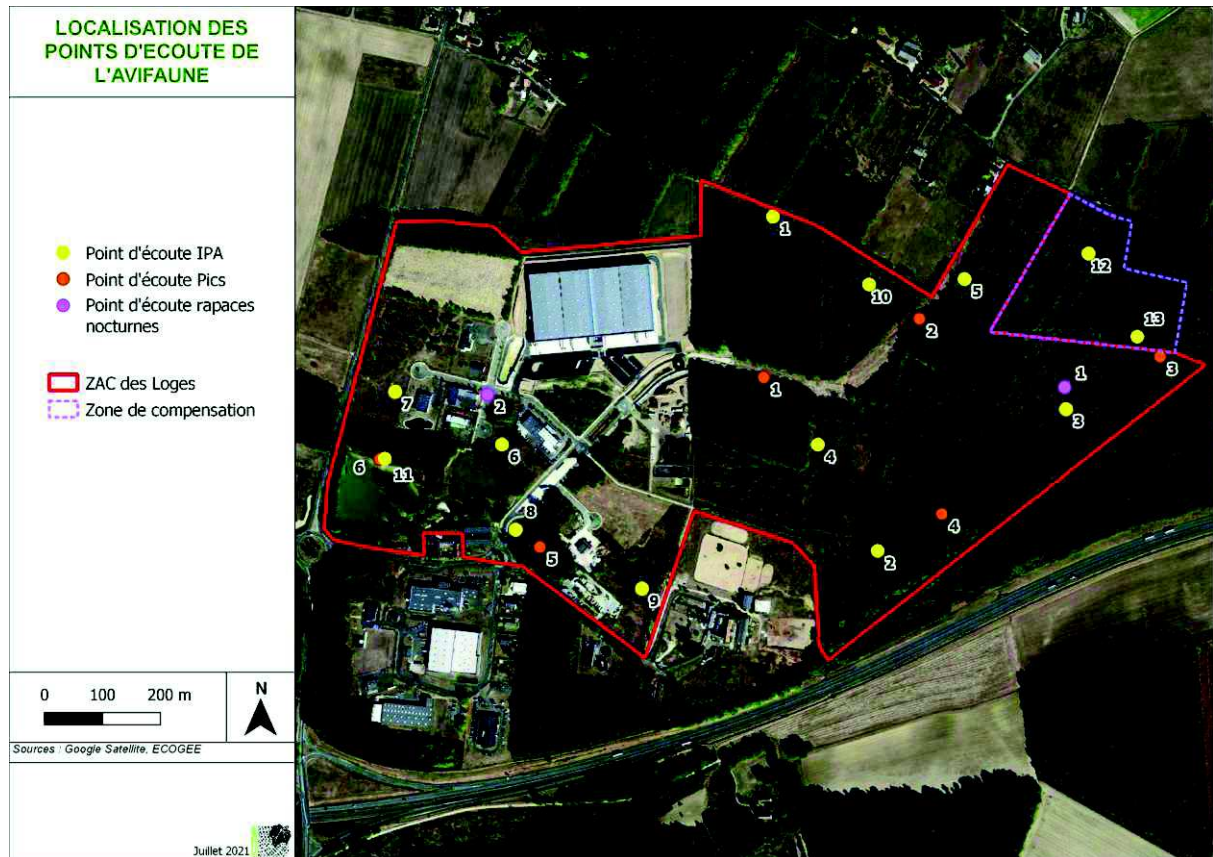 LOCALISATION DES
POINTS D'ECOUTE DE
L'AVIFAUNE
Point d'écoute IPA
Point d'écoute Pics
Point d'écoute rapaces
nocturnes
ZAC des Loges
Zone de compensation
0 100 200 m
N
Sources : Google Satellite, ECOGEE
Juillet 2021
1
12
10
5
2
13
3
1
1
7
2
3
6
4
6
11
8
4
5
2
9